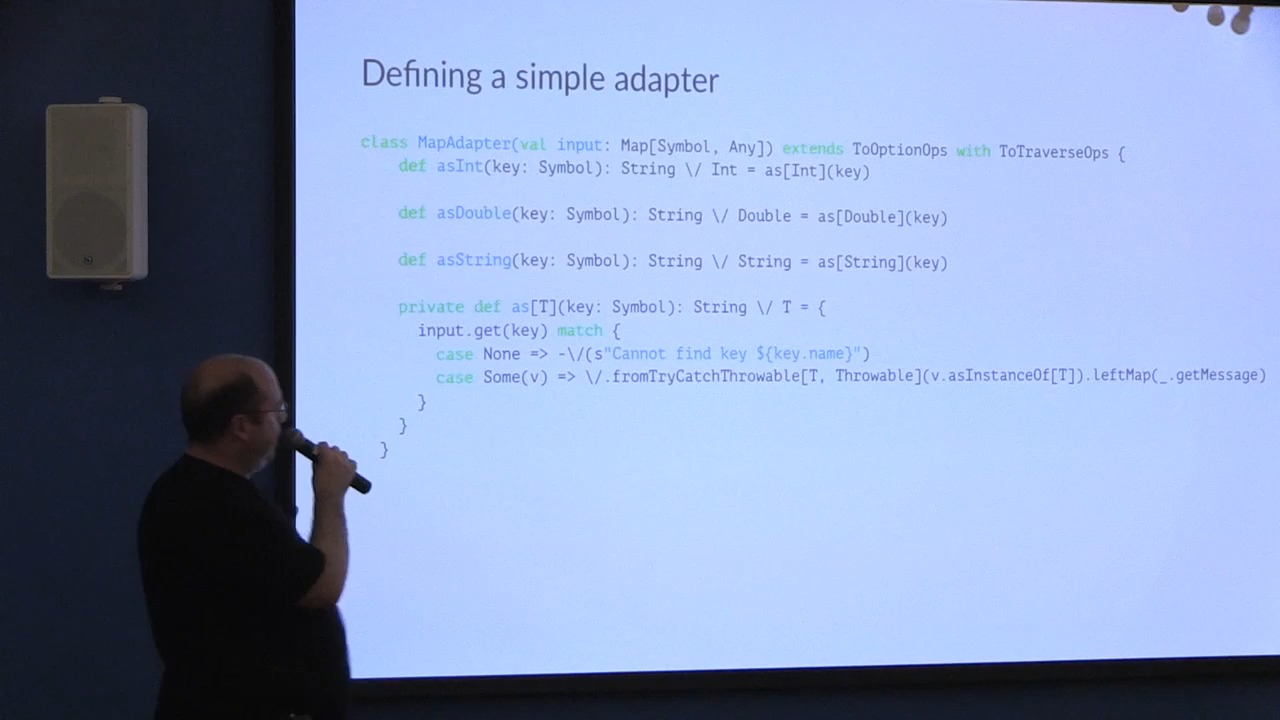 Defining a simple adapter
class MapAdapter(val input: Map[Symbol, Any]) extends ToOptionOps with ToTraverseOps {
def asInt(key: Symbol): String \/ Int = as[Int](key)
def asDouble(key: Symbol): String \/ Double = as[Double](key)
def asString(key: Symbol): String \/ String = as[String](key)
private def as[T](key: Symbol): String \/ T = {
input.get(key) match {
case None => -\/(s"Cannot find key ${key.name}")
case Some(v) => \/.fromTryCatchThrowable[T, Throwable](v.asInstanceOf[T]).leftMap(_.getMessage)
}
}
}